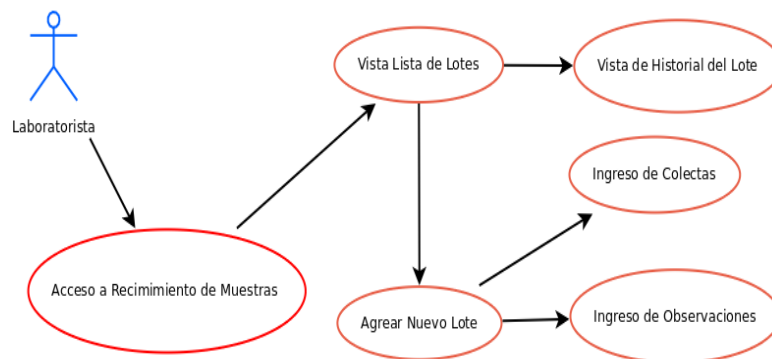 Vista Lista de Lotes
Vista de Historial del Lote
Laboratorista
Ingreso de Colectas
Acceso a Recimimiento de Muestras
Agrear Nuevo Lote
Ingreso de Observaciones